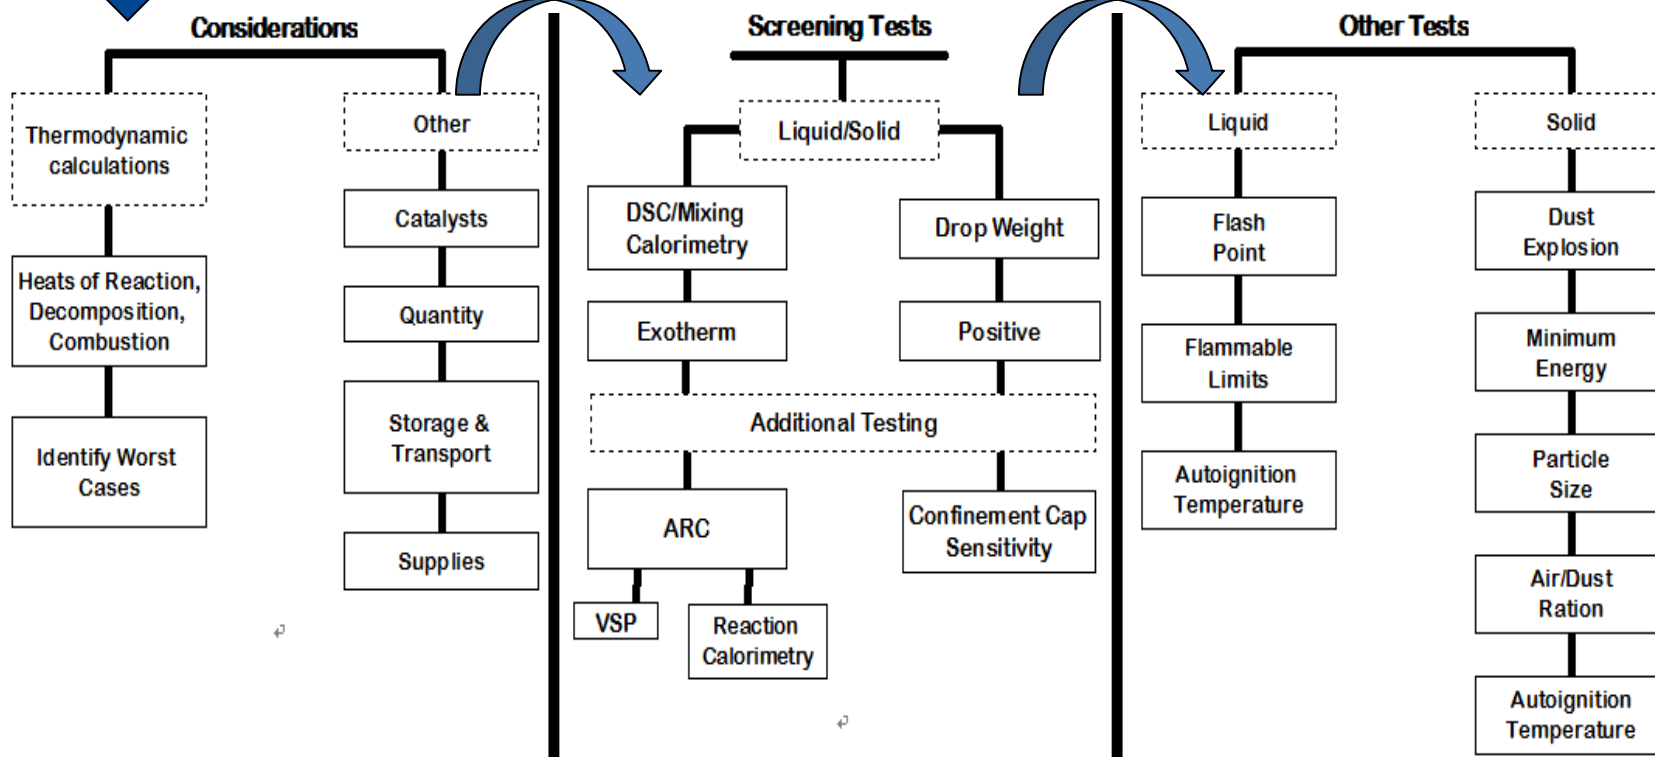 Considerations
Thermodynamic
calculations
Heats of Reaction,
Decomposition,
Combustion
Identify Worst
Cases
Other
Catalysts
Quantity
Storage &
Transport
Supplies
Screening Tests
Liquid/Solid
DSC/Mixing
Calorimetry
Exotherm
Drop Weight
Positive
Additional Testing
ARC
VSP
Reaction
Calorimetry
Confinement Cap
Sensitivity
Other Tests
Liquid
Flash
Point
Flammable
Limits
Autoignition
Temperature
Solid
Dust
Explosion
Minimum
Energy
Particle
Size
Air/Dust
Ration
Autoignition
Temperature